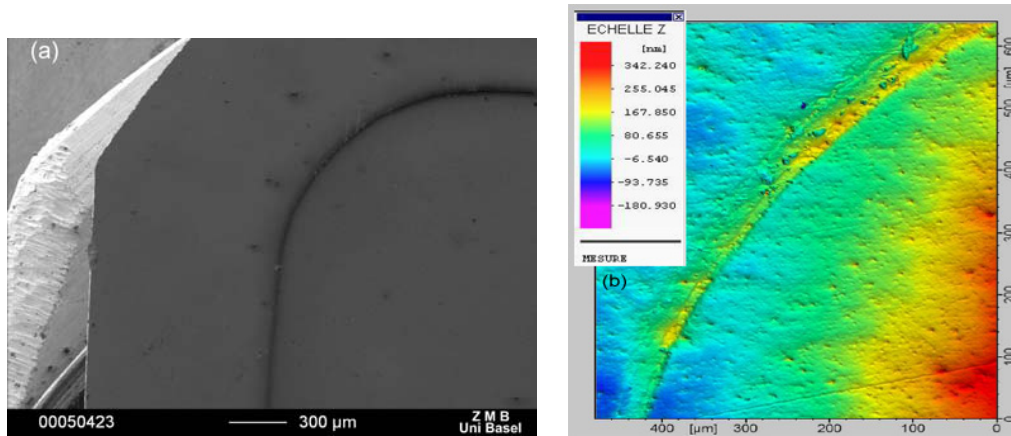 (a)
00050423
300 µm
Z M B
Uni Basel
ECHELLE Z
[nm]
342.240
255.045
167.850
80.655
-6.540
-93.735
-180.930
MESURE
(b)
600
500
400
300
200
100
0
[µm]
400
[µm]
300
200
100
0